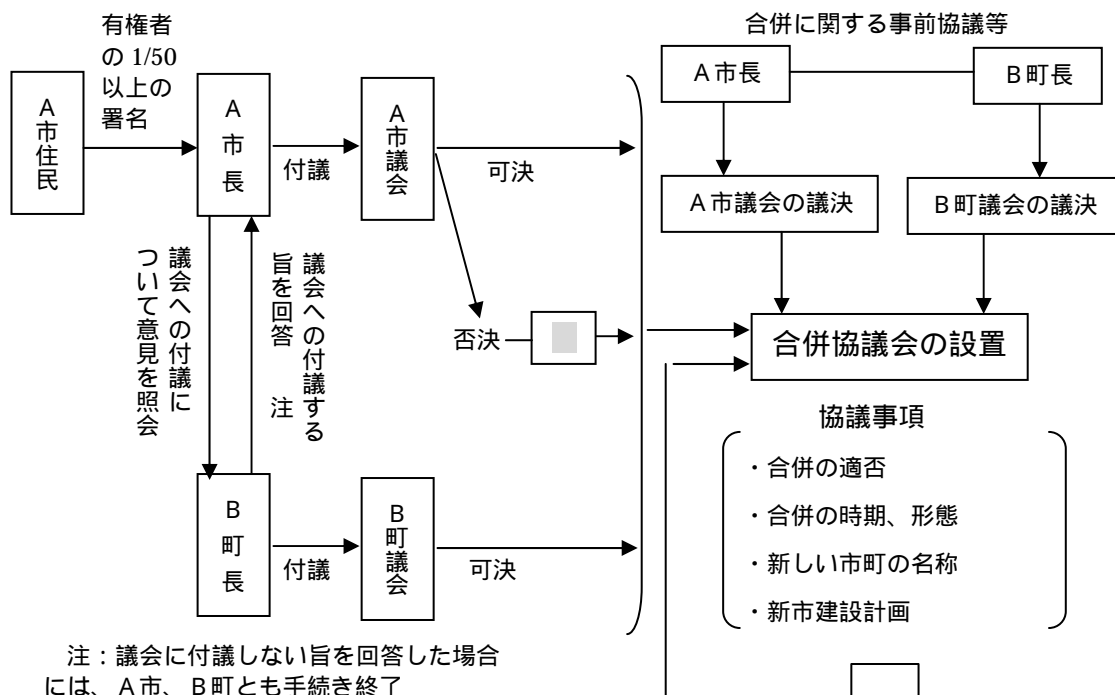 有権者
の 1/50
以上の
署名
A市住民
A市長
付議
A市議会
可決
否決
議会への付議に
ついて意見を照会
議会への付議する
旨を回答 注
B町長
付議
B町議会
可決
注：議会に付議しない旨を回答した場合
には、A市、B町とも手続き終了
合併に関する事前協議等
A市長
B町長
A市議会の議決
B町議会の議決
合併協議会の設置
協議事項
・合併の適否
・合併の時期、形態
・新しい市町の名称
・新市建設計画